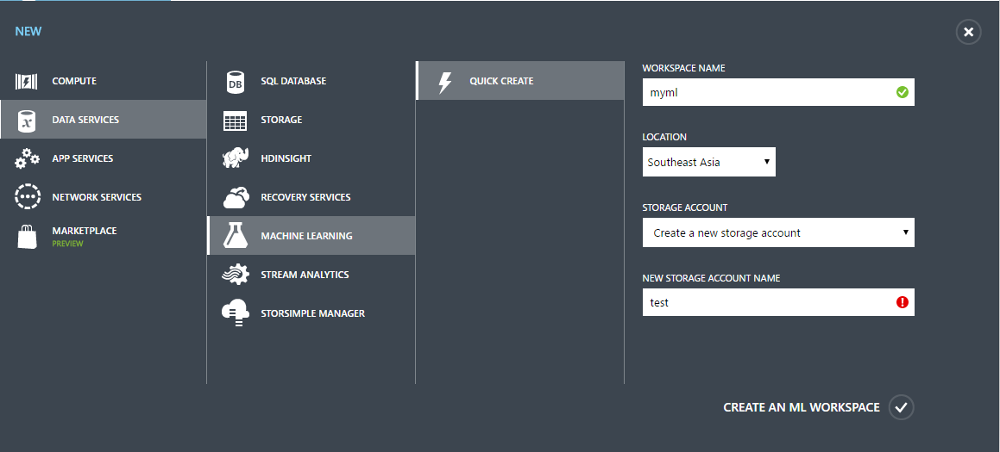 NEW
COMPUTE
DATA SERVICES
APP SERVICES
NETWORK SERVICES
MARKETPLACE
PREVIEW
DB
SQL DATABASE
STORAGE
HDINSIGHT
RECOVERY SERVICES
MACHINE LEARNING
STREAM ANALYTICS
STORSIMPLE MANAGER
QUICK CREATE
WORKSPACE NAME
myml
LOCATION
Southeast Asia
STORAGE ACCOUNT
Create a new storage account
NEW STORAGE ACCOUNT NAME
test
CREATE AN ML WORKSPACE